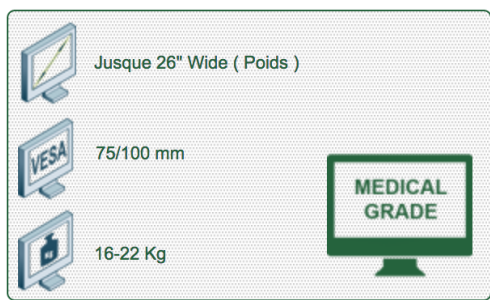 Jusque 26" Wide ( Poids )
VESA
75/100 mm
MEDICAL
GRADE
KG
16-22 Kg